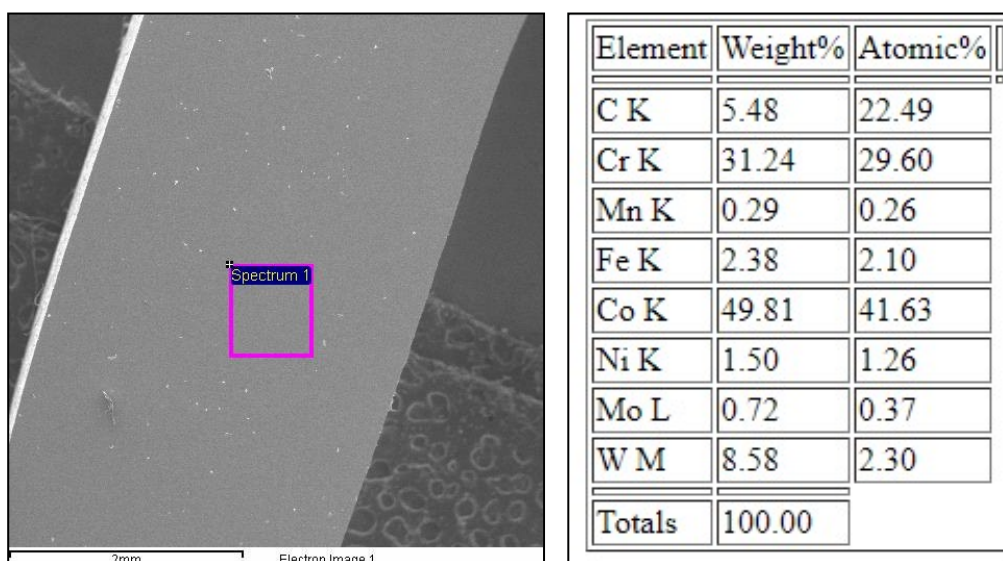 Spectrum 1
2mm
Electron Image 1
Element Weight% Atomic%
C K 5.48 22.49
Cr K 31.24 29.60
Mn K 0.29 0.26
Fe K 2.38 2.10
Co K 49.81 41.63
Ni K 1.50 1.26
Mo L 0.72 0.37
W M 8.58 2.30
Totals 100.00